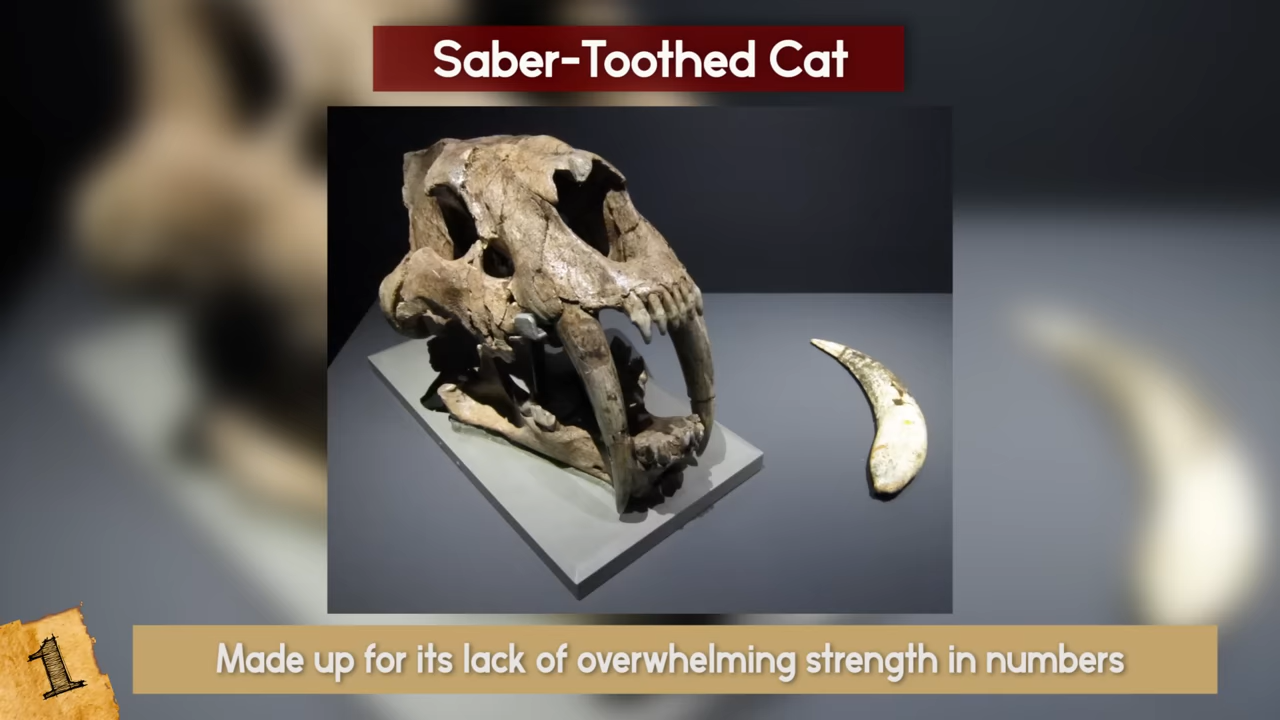 Saber-Toothed Cat
Made up for its lack of overwhelming strength in numbers
1